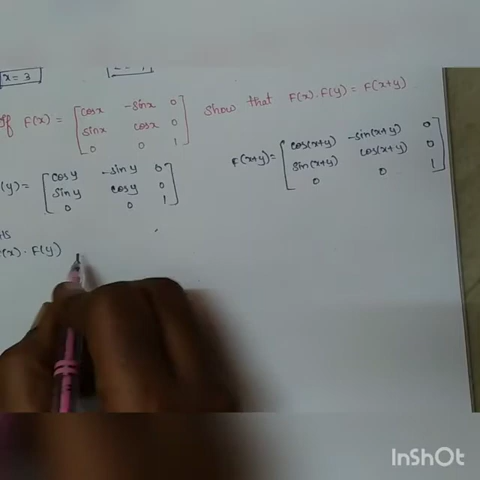 x = 3
If F(x) = [cosx -sinx 0 show that F(x) . F(y) = F(x+y)
sinx cosx 0
0 0 1]
(y) = [cosy -siny 0 F(x+y) = [cos(x+y) -sin(x+y) 0
siny cosy 0 sin(x+y) cos(x+y) 0
0 0 1] 0 0 1]
HS
(x) . F(y)
InShOt